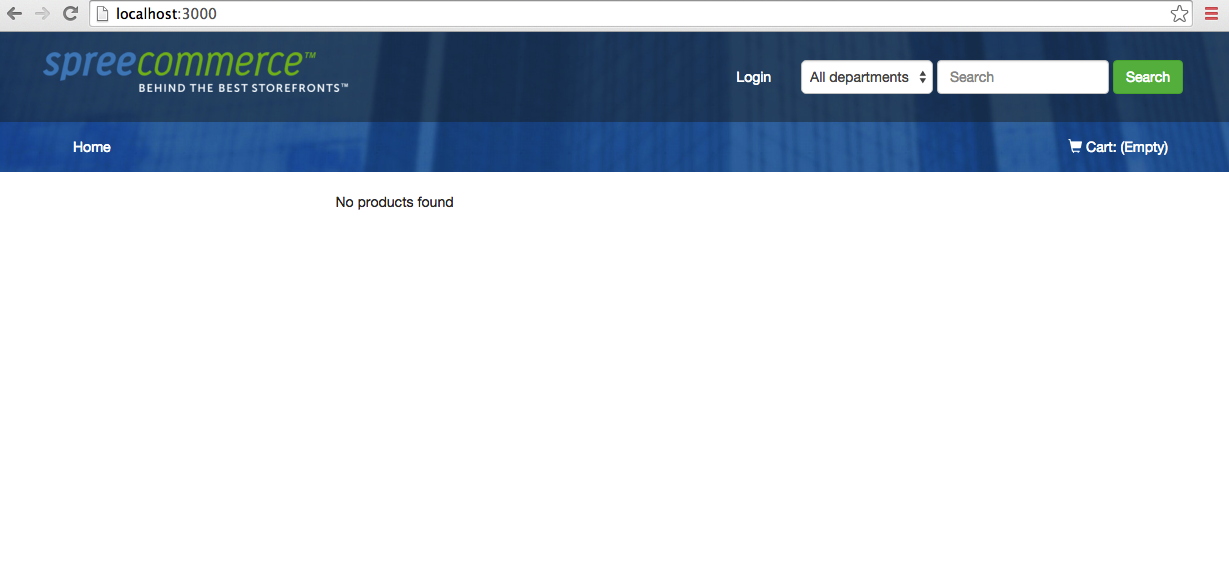 localhost:3000
spreecommerce™
BEHIND THE BEST STOREFRONTS™
Login
All departments
Search
Search
Home
Cart: (Empty)
No products found